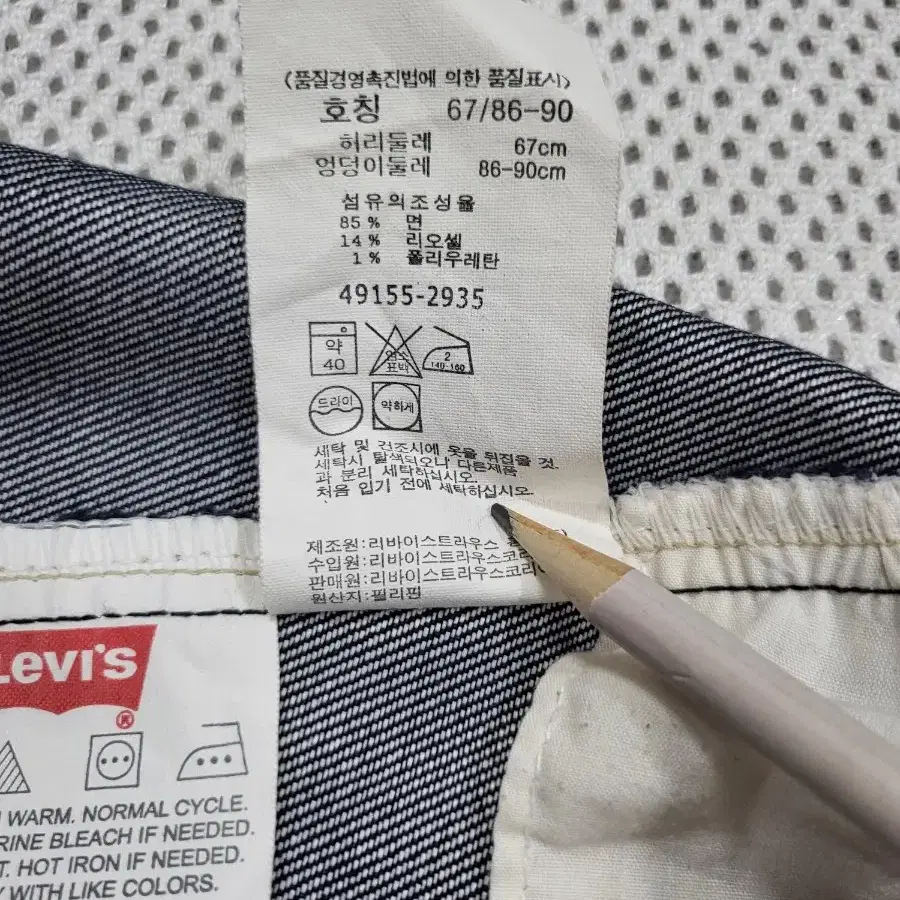 <품질경영촉진법에 의한 품질표시>
호칭 67/86-90
허리둘레 67cm
엉덩이둘레 86-90cm
섬유의조성율
85% 면
14% 리오셀
1% 폴리우레탄
49155-2935
약
40
염소
표백
2
140-160
드라이
약하게
세탁 및 건조시에 옷을 뒤집을 것.
세탁시 탈색되오니 다른제품
과 분리 세탁하십시오.
처음 입기 전에 세탁하십시오.
제조원:리바이스트라우스
수입원:리바이스트라우스코리
판매원:리바이스트라우스코리아
원산지:필리핀
Levi's
®
WARM. NORMAL CYCLE.
RINE BLEACH IF NEEDED.
T. HOT IRON IF NEEDED.
WITH LIKE COLORS.